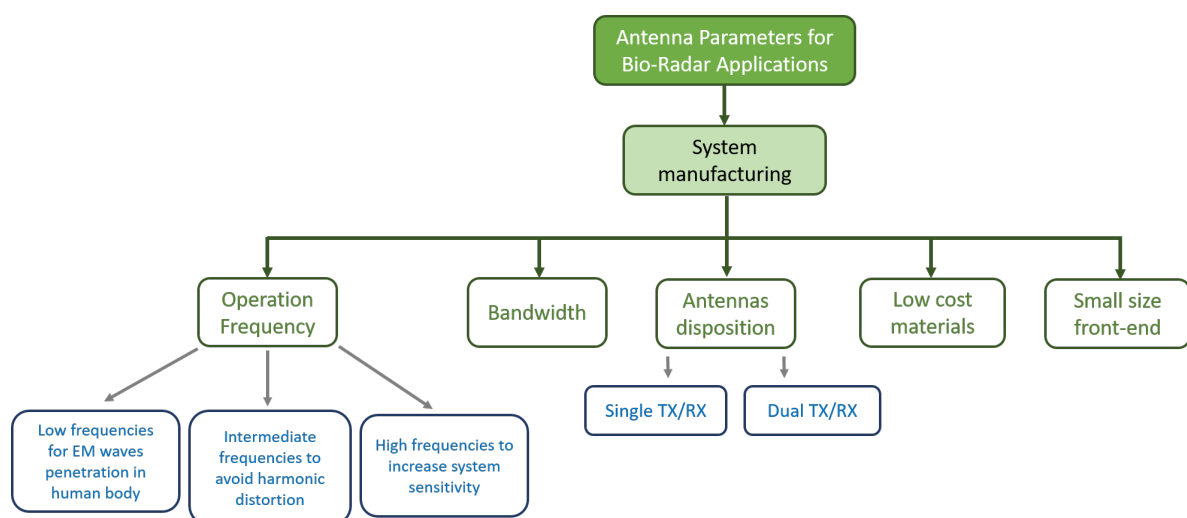 Antenna Parameters for
Bio-Radar Applications
System
manufacturing
Operation
Frequency
Bandwidth
Antennas
disposition
Low cost
materials
Small size
front-end
Low frequencies
for EM waves
penetration in
human body
Intermediate
frequencies to
avoid harmonic
distortion
High frequencies to
increase system
sensitivity
Single TX/RX
Dual TX/RX